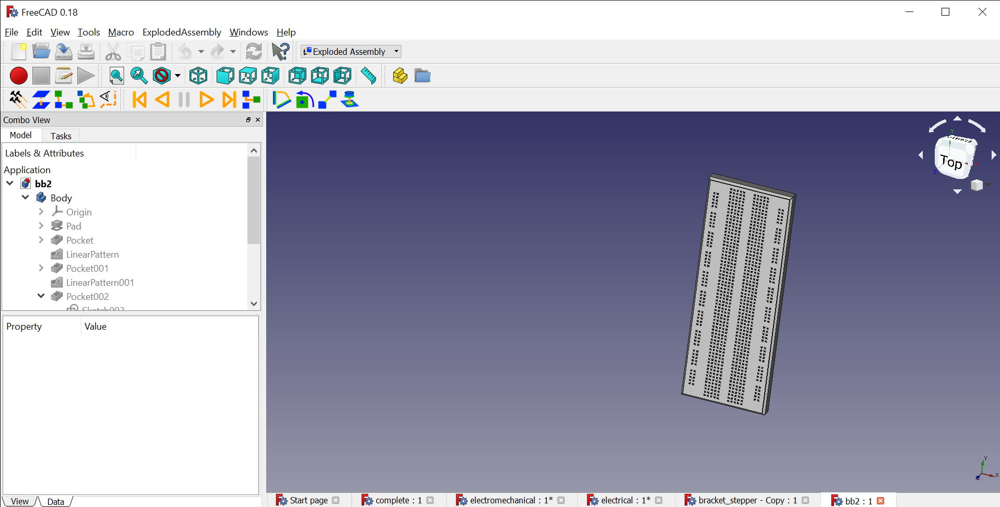 FreeCAD 0.18
File Edit View Tools Macro ExplodedAssembly Windows Help
Exploded Assembly
Combo View
Model Tasks
Labels & Attributes
Application
bb2
Body
Origin
Pad
Pocket
LinearPattern
Pocket001
LinearPattern001
Pocket002
Property Value
View Data
Top
Y
X
Z
Y
X
Z
Start page complete : 1 electromechanical : 1* electrical : 1* bracket_stepper - Copy : 1 bb2 : 1